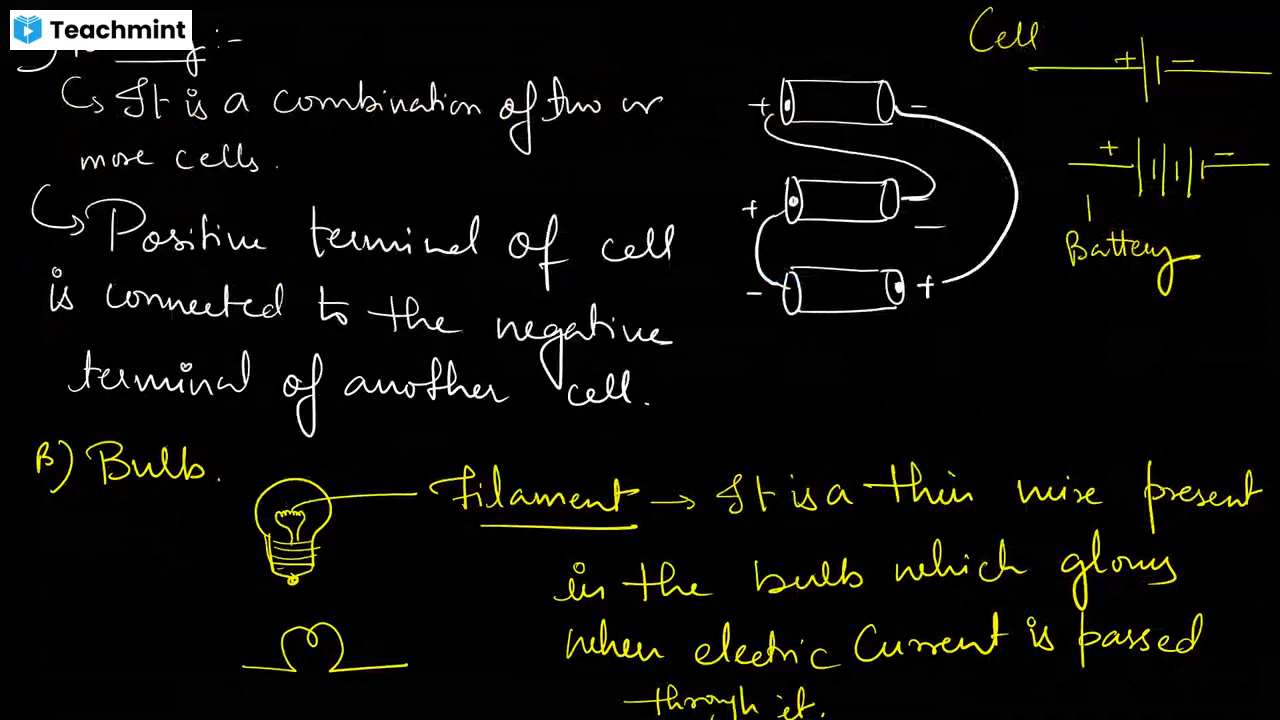 Teachmint
:-
↳ It is a combination of two or
more cells.
↳ Positive terminal of cell
is connected to the negative
terminal of another cell.
+ -
+ -
- +
Cell
+ -
+ -
Battery
B) Bulb.
Filament → It is a thin wire present
in the bulb which glows
when electric Current is passed
through it.